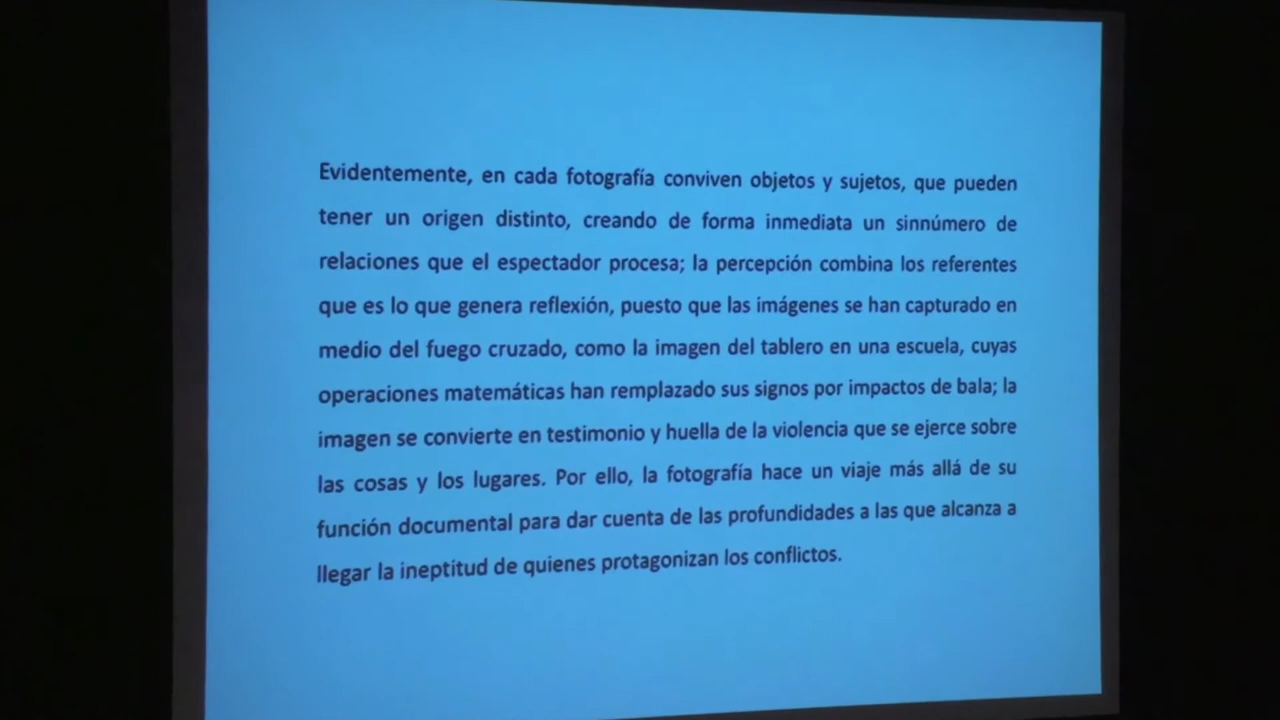 Evidentemente, en cada fotografía conviven objetos y sujetos, que pueden
tener un origen distinto, creando de forma inmediata un sinnúmero de
relaciones que el espectador procesa; la percepción combina los referentes
que es lo que genera reflexión, puesto que las imágenes se han capturado en
medio del fuego cruzado, como la imagen del tablero en una escuela, cuyas
operaciones matemáticas han remplazado sus signos por impactos de bala; la
imagen se convierte en testimonio y huella de la violencia que se ejerce sobre
las cosas y los lugares. Por ello, la fotografía hace un viaje más allá de su
función documental para dar cuenta de las profundidades a las que alcanza a
llegar la ineptitud de quienes protagonizan los conflictos.